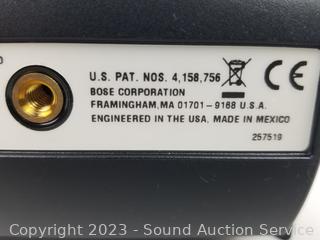 U.S. PAT. NOS. 4,158,756
BOSE CORPORATION
FRAMINGHAM, MA 01701-9168 U.S.A.
ENGINEERED IN THE USA, MADE IN MEXICO
CE
257519
Copyright 2023 - Sound Auction Service